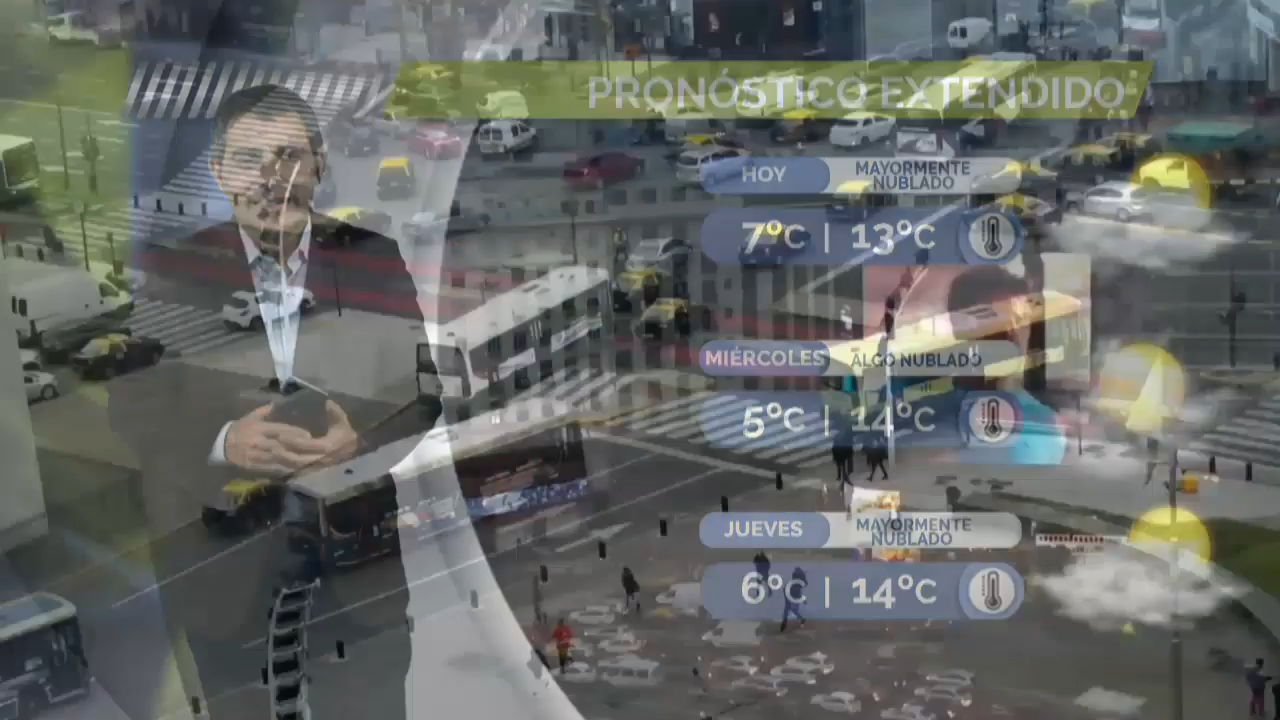 PRONÓSTICO EXTENDIDO
HOY
MAYORMENTE
NUBLADO
7°C | 13°C
MIÉRCOLES
ALGO NUBLADO
5°C | 14°C
JUEVES
MAYORMENTE
NUBLADO
6°C | 14°C